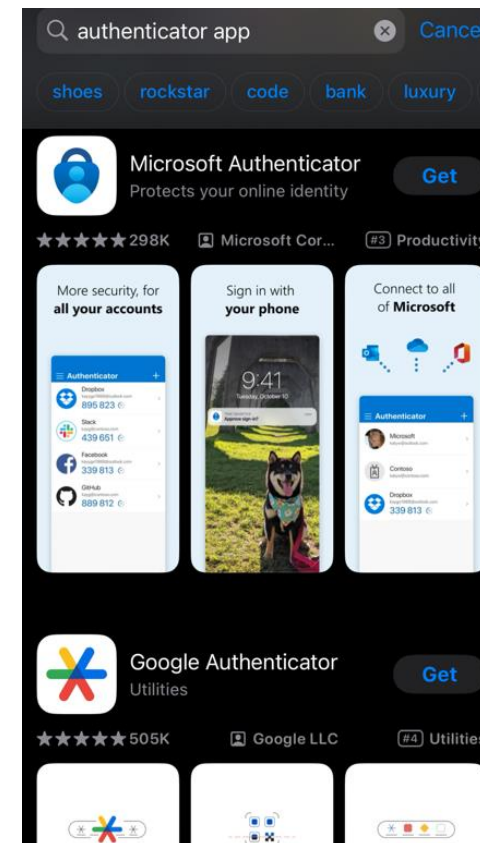 authenticator app
Cance
shoes rockstar code bank luxury
Microsoft Authenticator
Protects your online identity
Get
298K Microsoft Cor... #3 Productivity
More security, for
all your accounts
Authenticator
Dropbox
895 823
Slack
439 651
Facebook
339 813
GitHub
889 812
Sign in with
your phone
9:41
Tuesday, October 10
Approve sign-in?
Connect to all
of Microsoft
Authenticator
Microsoft
Contoso
Dropbox
339 813
Google Authenticator
Utilities
Get
505K Google LLC #4 Utilities